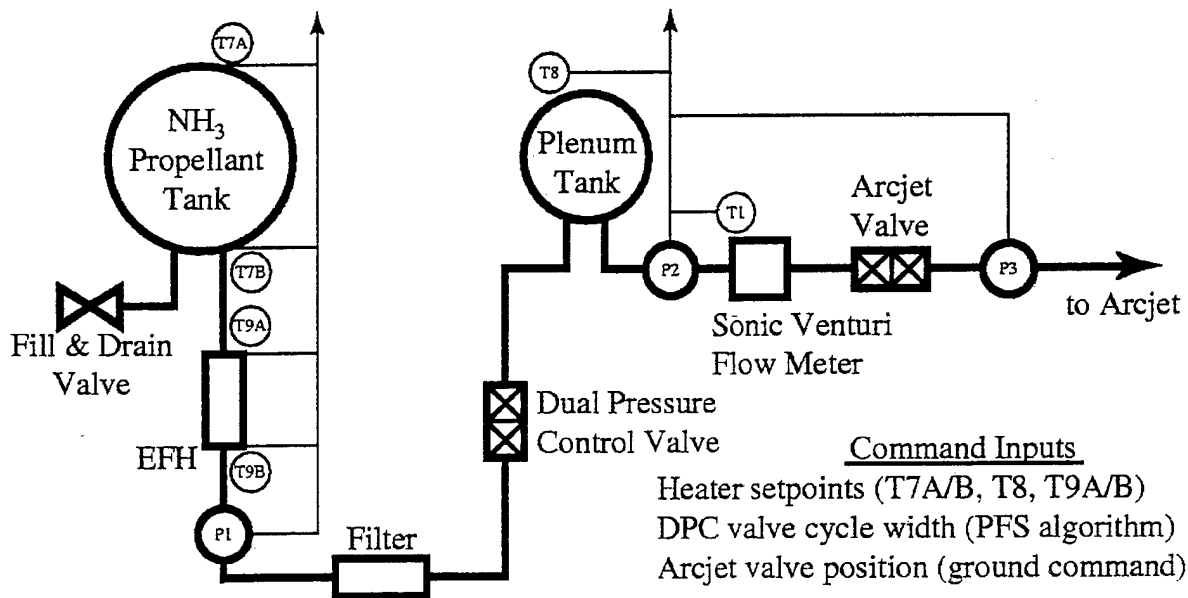 T7A
NH₃
Propellant
Tank
T7B
T9A
Fill & Drain
Valve
EFH
T9B
P1
Filter
T8
Plenum
Tank
T1
Arcjet
Valve
P2
P3
to Arcjet
Sonic Venturi
Flow Meter
Dual Pressure
Control Valve
Command Inputs
Heater setpoints (T7A/B, T8, T9A/B)
DPC valve cycle width (PFS algorithm)
Arcjet valve position (ground command)